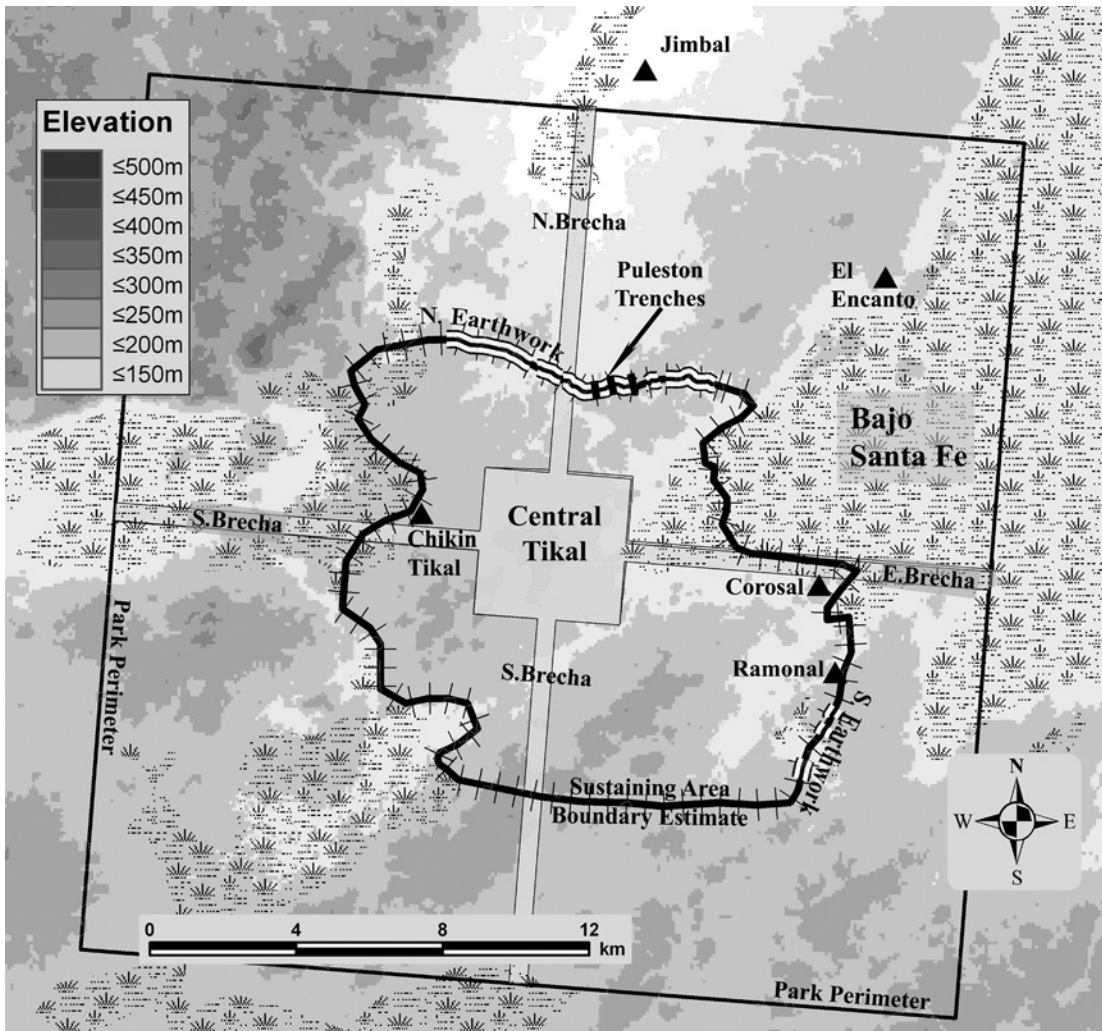 Jimbal
Elevation
≤500m
≤450m
≤400m
≤350m
≤300m
≤250m
≤200m
≤150m
N.Brecha
Puleston
Trenches
El
Encanto
N. Earthwork
Bajo
Santa Fe
S.Brecha
Chikin
Tikal
Central
Tikal
E.Brecha
Corosal
Park Perimeter
S.Brecha
Ramonal
S. Earthwork
Sustaining Area
Boundary Estimate
N
W
E
S
0
4
8
12
km
Park Perimeter